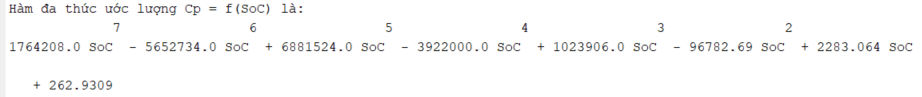 Hàm đa thức ước lượng Cp = f(SoC) là:
7 6 5 4 3 2
1764208.0 SoC - 5652734.0 SoC + 6881524.0 SoC - 3922000.0 SoC + 1023906.0 SoC - 96782.69 SoC + 2283.064 SoC
+ 262.9309